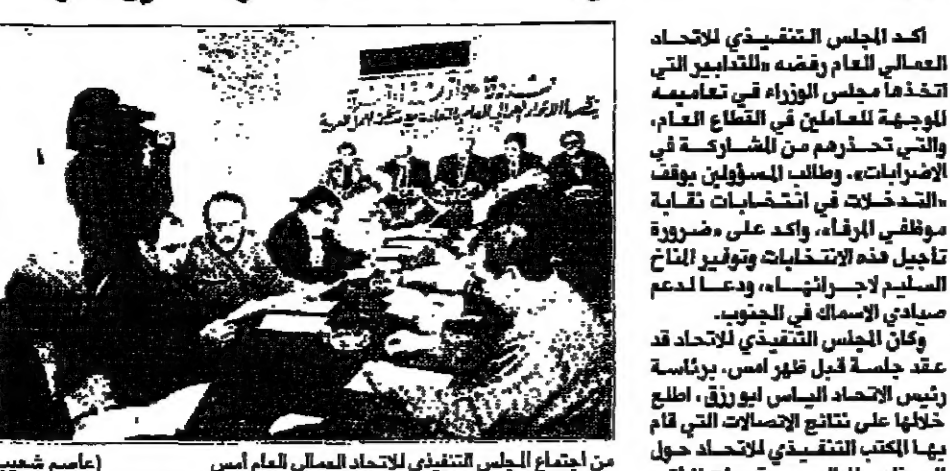 أكد المجلس التنفيذي للاتحاد
العمالي العام رفضه «للتدابير التي
اتخذها مجلس الوزراء في تعاميمه
الموجهة للعاملين في القطاع العام،
والتي تحذرهم من المشاركة في
الإضرابات». وطالب المسؤولين بوقف
«التدخلات في انتخابات نقابة
موظفي المرفأ»، واكد على «ضرورة
تأجيل هذه الانتخابات وتوفير المناخ
السليم لاجرائها»، ودعا لدعم
صيادي الاسماك في الجنوب.
وكان المجلس التنفيذي للاتحاد قد
عقد جلسة قبل ظهر امس، برئاسة
رئيس الاتحاد الياس ابو رزق، اطلع
خلالها على نتائج الاتصالات التي قام
بها المكتب التنفيذي للاتحاد حول
من اجتماع المجلس التنفيذي للاتحاد العمالي العام أمس
(عاصم شعيب